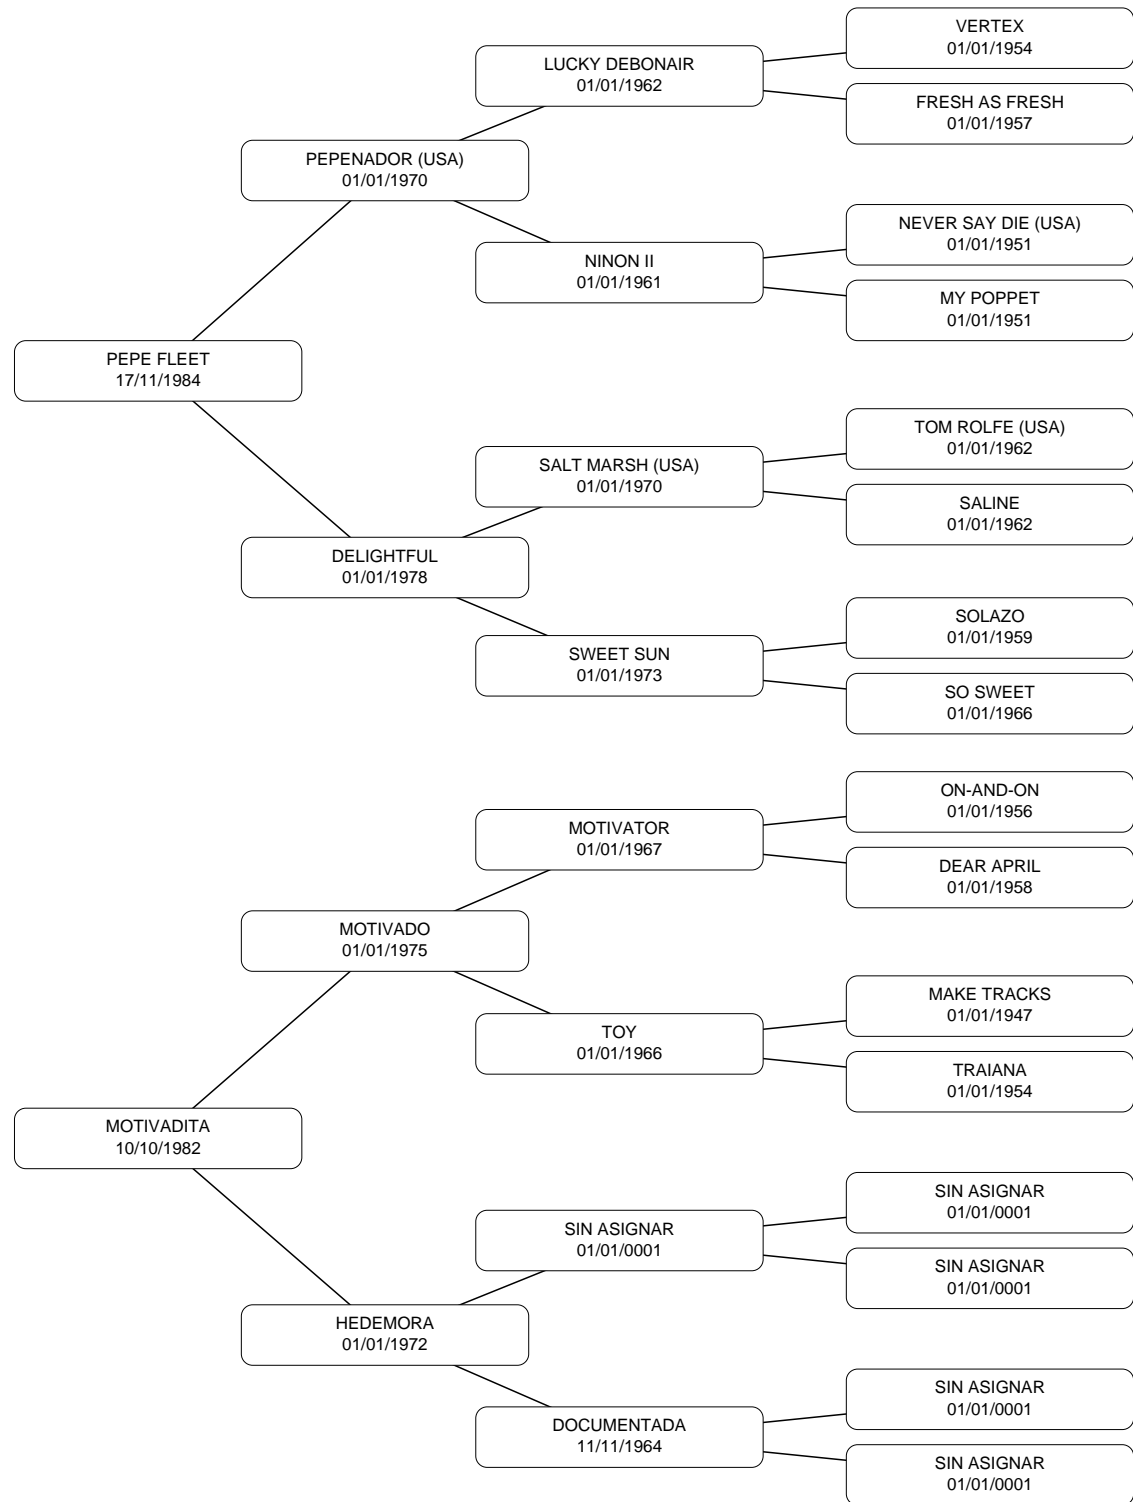 VERTEX
01/01/1954
LUCKY DEBONAIR
01/01/1962
FRESH AS FRESH
01/01/1957
PEPENADOR (USA)
01/01/1970
NEVER SAY DIE (USA)
01/01/1951
NINON II
01/01/1961
MY POPPET
01/01/1951
PEPE FLEET
17/11/1984
TOM ROLFE (USA)
01/01/1962
SALT MARSH (USA)
01/01/1970
SALINE
01/01/1962
DELIGHTFUL
01/01/1978
SOLAZO
01/01/1959
SWEET SUN
01/01/1973
SO SWEET
01/01/1966
ON-AND-ON
01/01/1956
MOTIVATOR
01/01/1967
DEAR APRIL
01/01/1958
MOTIVADO
01/01/1975
MAKE TRACKS
01/01/1947
TOY
01/01/1966
TRAIANA
01/01/1954
MOTIVADITA
10/10/1982
SIN ASIGNAR
01/01/0001
SIN ASIGNAR
01/01/0001
SIN ASIGNAR
01/01/0001
HEDEMORA
01/01/1972
SIN ASIGNAR
01/01/0001
DOCUMENTADA
11/11/1964
SIN ASIGNAR
01/01/0001